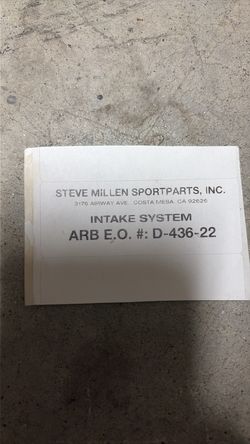 STEVE MILLEN SPORTPARTS, INC.
3176 AIRWAY AVE., COSTA MESA, CA 92626
INTAKE SYSTEM
ARB E.O. #: D-436-22